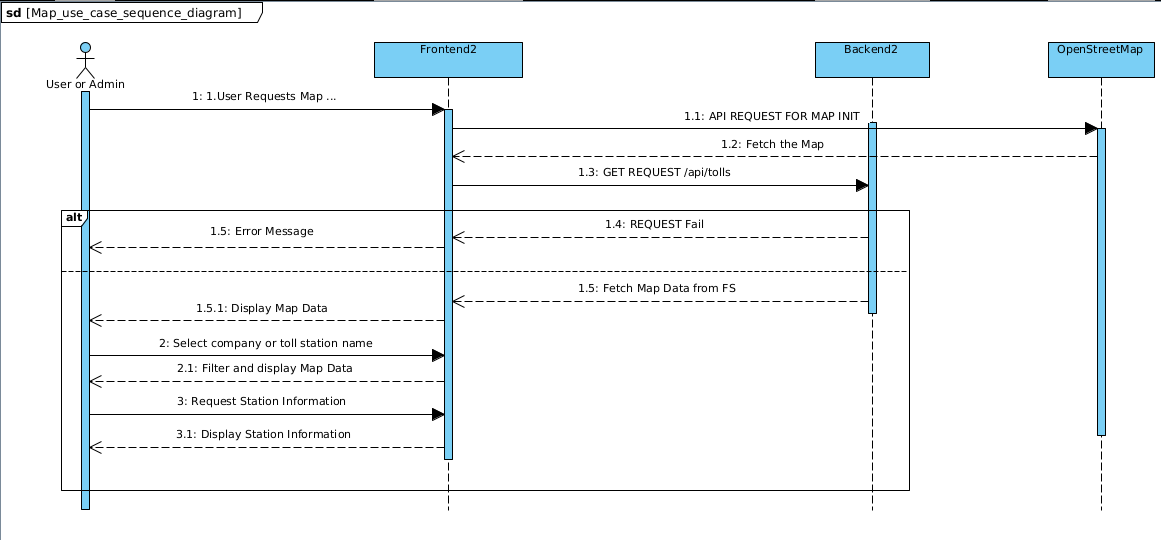 sd [Map_use_case_sequence_diagram]
User or Admin
Frontend2
Backend2
OpenStreetMap
1: 1.User Requests Map ...
1.1: API REQUEST FOR MAP INIT
1.2: Fetch the Map
1.3: GET REQUEST /api/tolls
alt
1.4: REQUEST Fail
1.5: Error Message
1.5: Fetch Map Data from FS
1.5.1: Display Map Data
2: Select company or toll station name
2.1: Filter and display Map Data
3: Request Station Information
3.1: Display Station Information